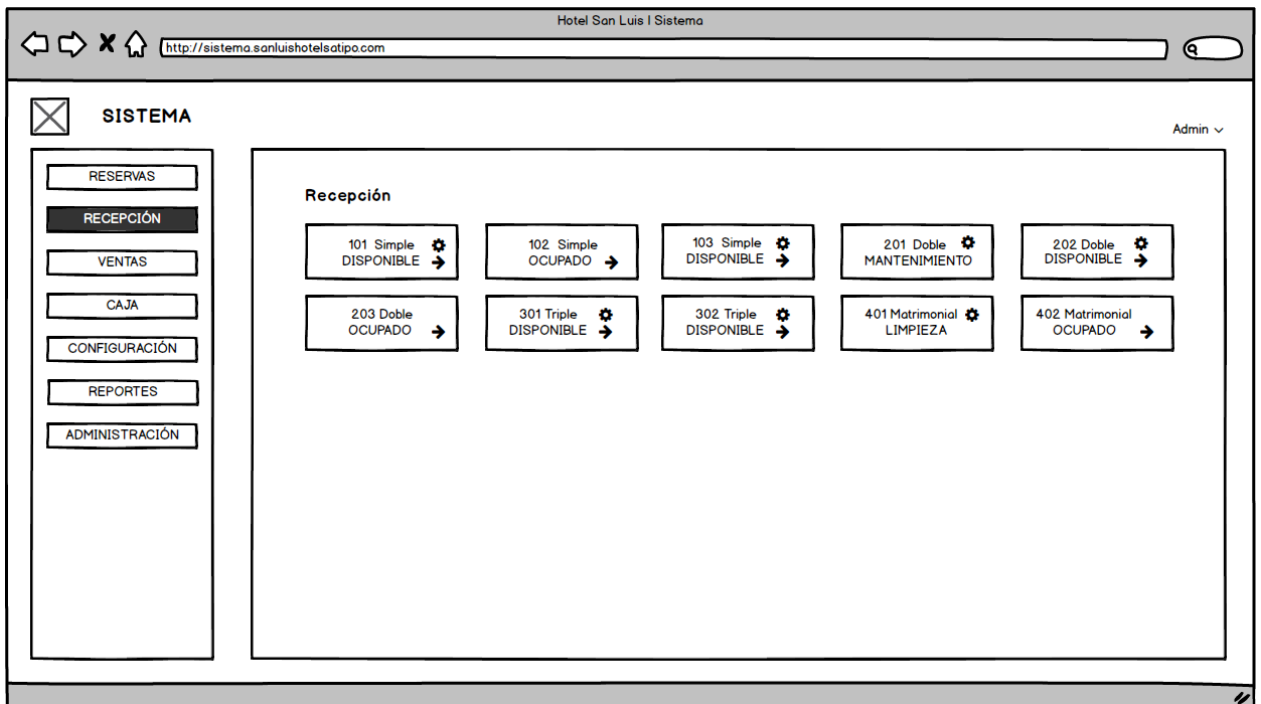 Hotel San Luis | Sistema
http://sistema.sanluishotelsatipo.com
SISTEMA
Admin
RESERVAS
RECEPCIÓN
VENTAS
CAJA
CONFIGURACIÓN
REPORTES
ADMINISTRACIÓN
Recepción
101 Simple
DISPONIBLE
102 Simple
OCUPADO
103 Simple
DISPONIBLE
201 Doble
MANTENIMIENTO
202 Doble
DISPONIBLE
203 Doble
OCUPADO
301 Triple
DISPONIBLE
302 Triple
DISPONIBLE
401 Matrimonial
LIMPIEZA
402 Matrimonial
OCUPADO